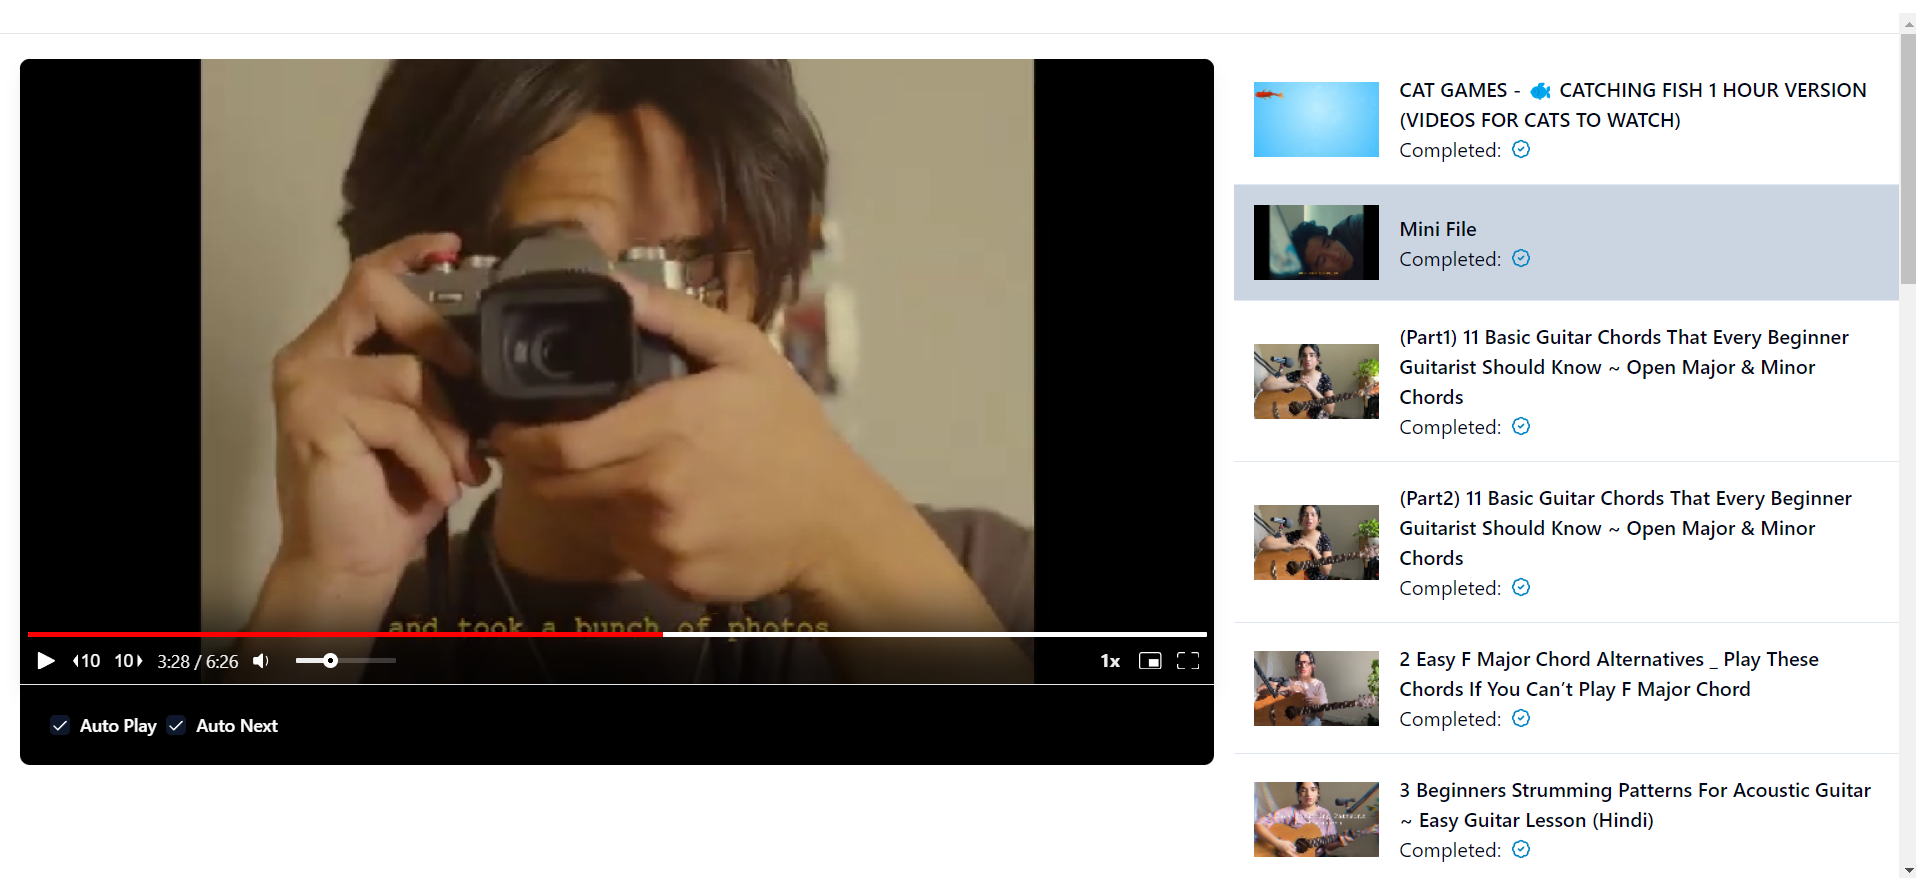 and took a bunch of photos
10 10 3:28 / 6:26 1x
Auto Play Auto Next
CAT GAMES - 🐟 CATCHING FISH 1 HOUR VERSION
(VIDEOS FOR CATS TO WATCH)
Completed:
Mini File
Completed:
(Part1) 11 Basic Guitar Chords That Every Beginner
Guitarist Should Know ~ Open Major & Minor
Chords
Completed:
(Part2) 11 Basic Guitar Chords That Every Beginner
Guitarist Should Know ~ Open Major & Minor
Chords
Completed:
2 Easy F Major Chord Alternatives _ Play These
Chords If You Can’t Play F Major Chord
Completed:
3 Beginners Strumming Patterns For Acoustic Guitar
~ Easy Guitar Lesson (Hindi)
Completed: